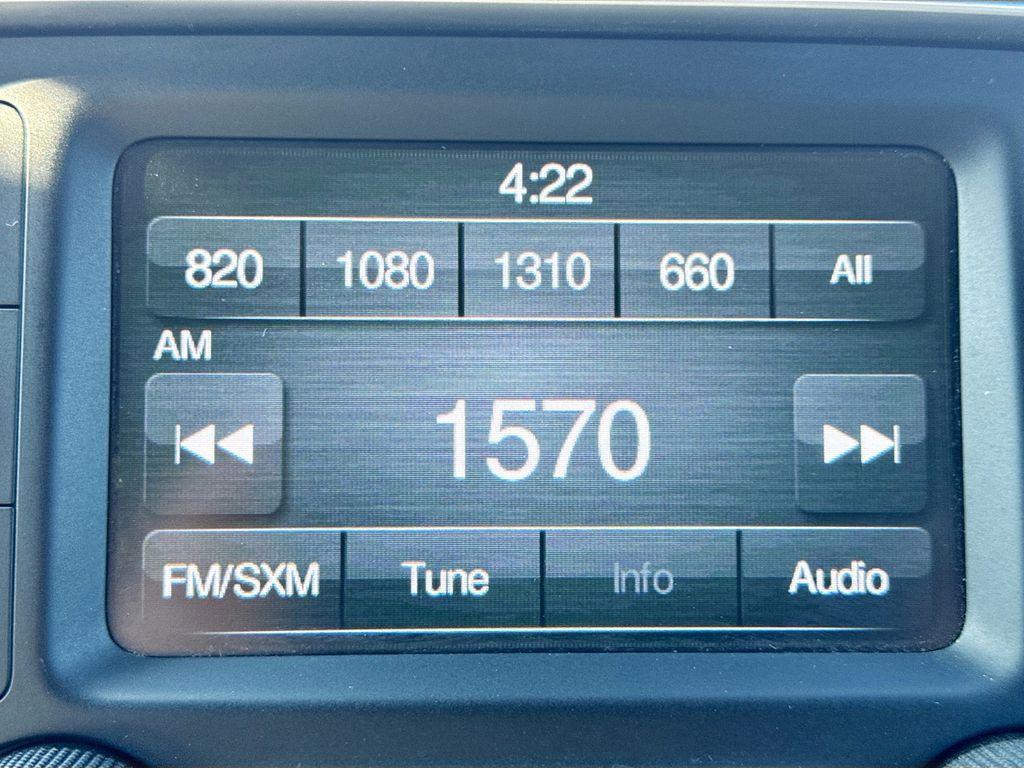 4:22
820 1080 1310 660 All
AM
1570
FM/SXM Tune Info Audio